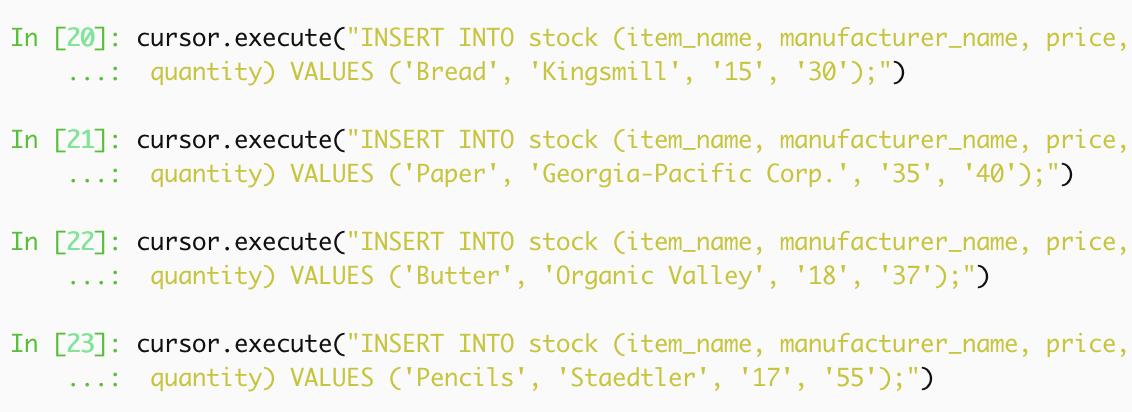 In [20]: cursor.execute("INSERT INTO stock (item_name, manufacturer_name, price,
...: quantity) VALUES ('Bread', 'Kingsmill', '15', '30');")
In [21]: cursor.execute("INSERT INTO stock (item_name, manufacturer_name, price,
...: quantity) VALUES ('Paper', 'Georgia-Pacific Corp.', '35', '40');")
In [22]: cursor.execute("INSERT INTO stock (item_name, manufacturer_name, price,
...: quantity) VALUES ('Butter', 'Organic Valley', '18', '37');")
In [23]: cursor.execute("INSERT INTO stock (item_name, manufacturer_name, price,
...: quantity) VALUES ('Pencils', 'Staedtler', '17', '55');")